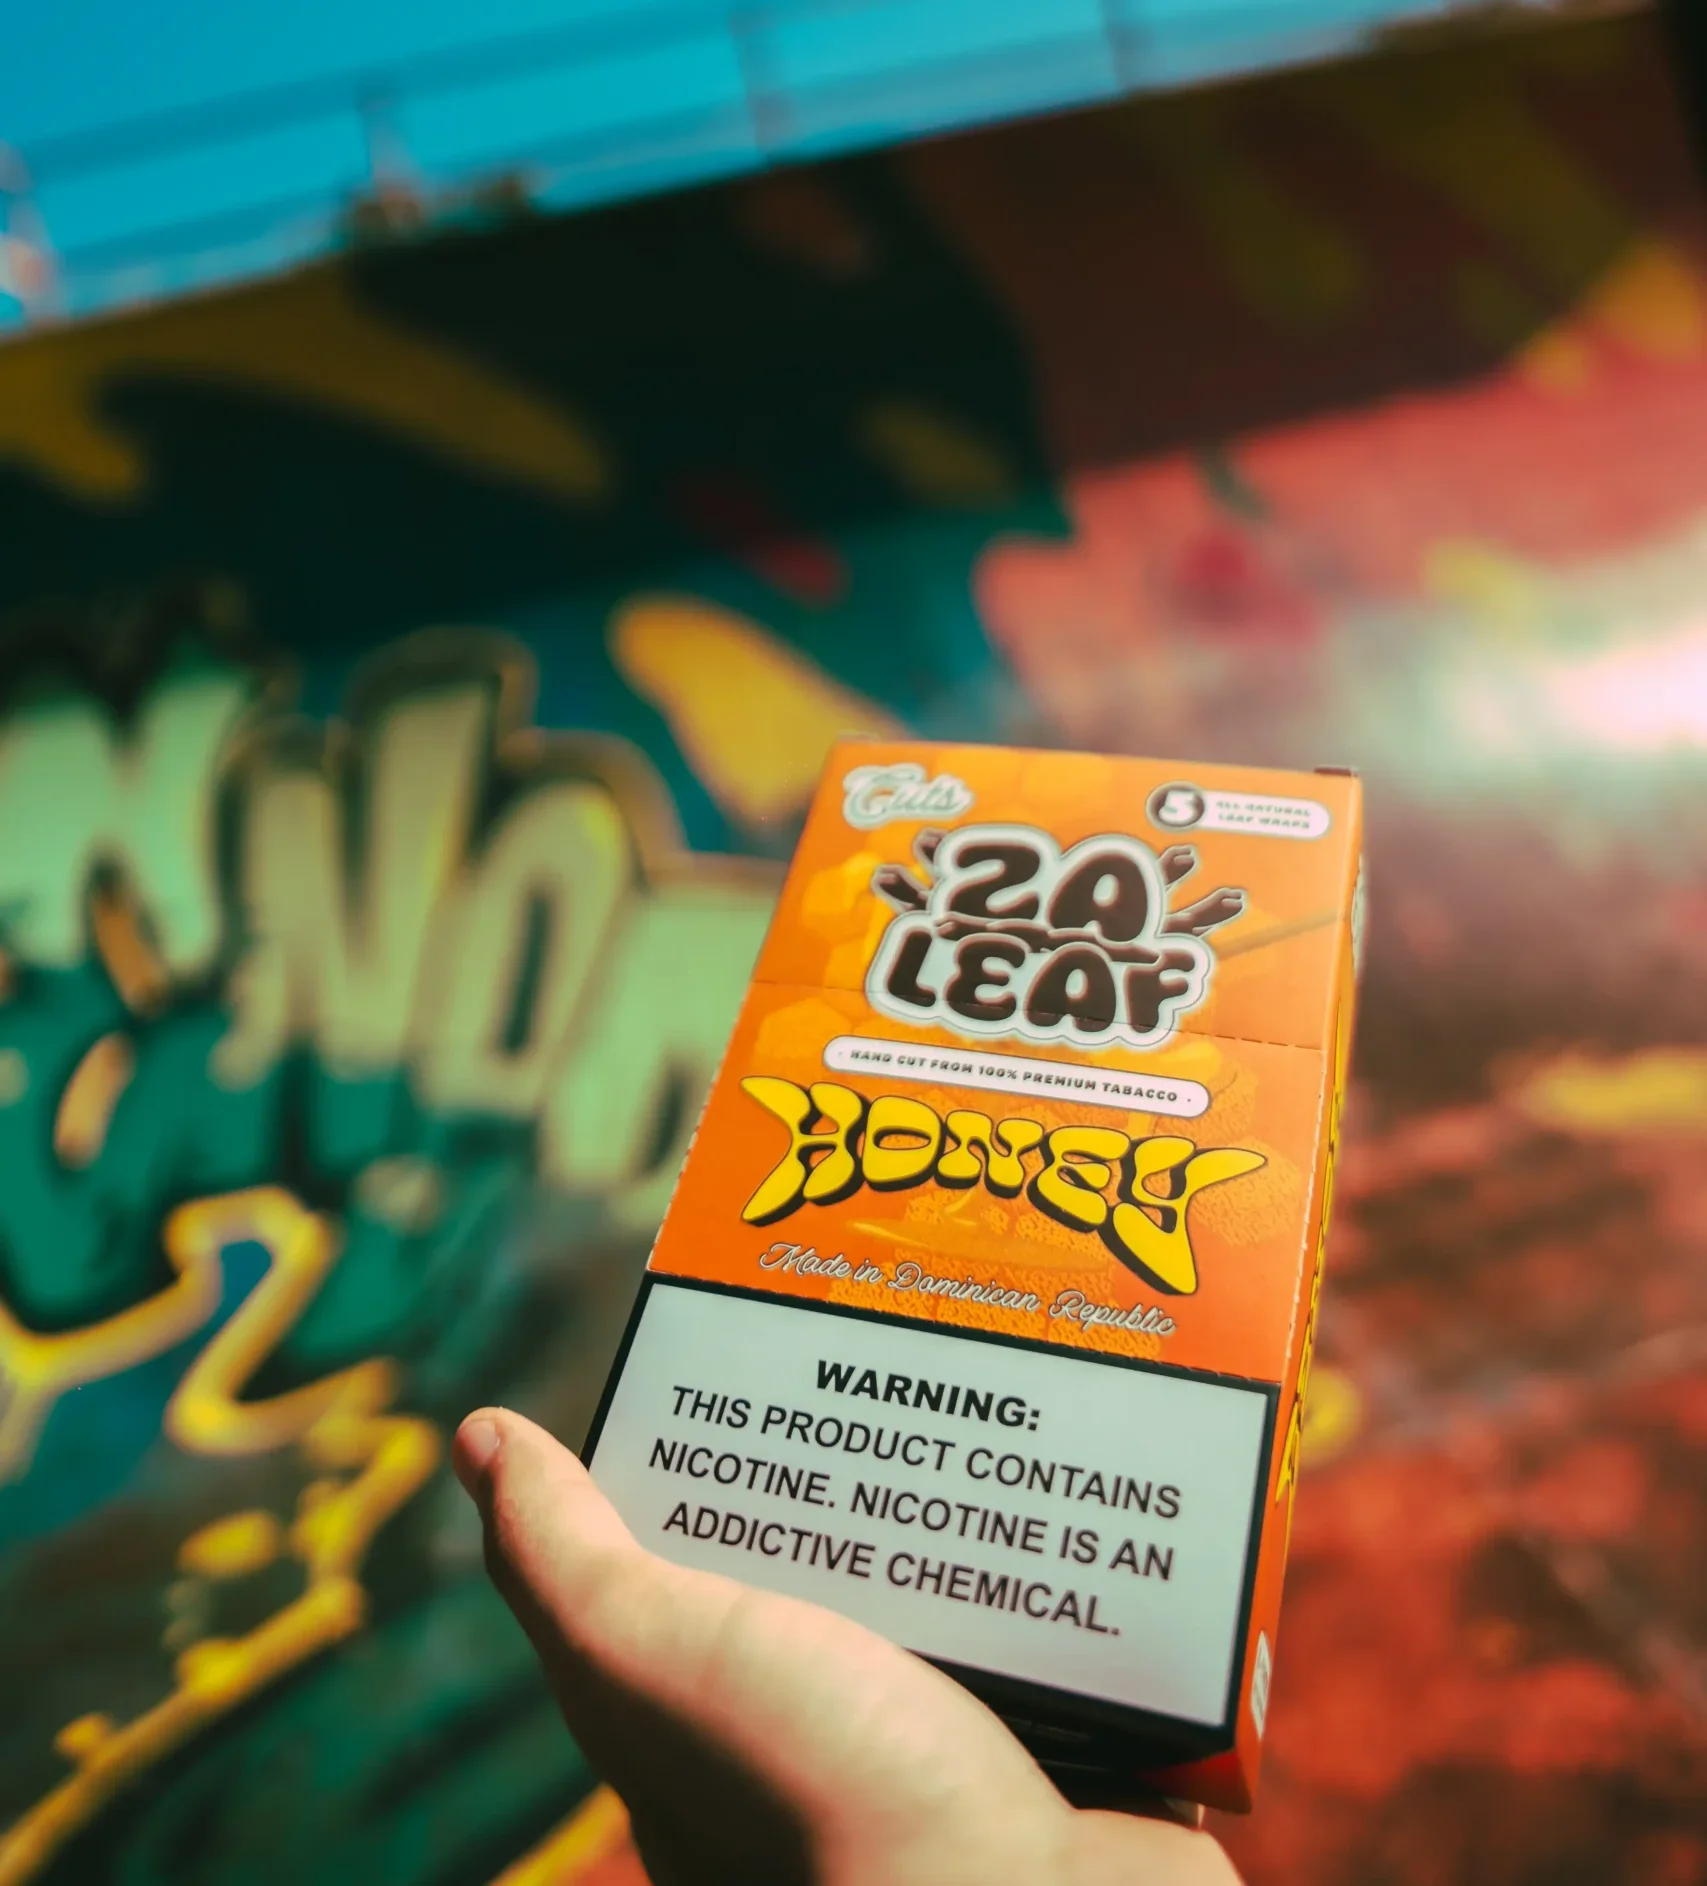 Cuts
5 ALL NATURAL
LEAF WRAPS
ZA
LEAF
· HAND CUT FROM 100% PREMIUM TABACCO ·
HONEY
Made in Dominican Republic
WARNING:
THIS PRODUCT CONTAINS
NICOTINE. NICOTINE IS AN
ADDICTIVE CHEMICAL.